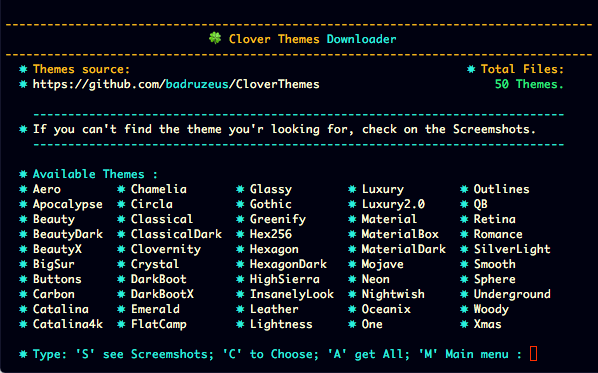 🍀 Clover Themes Downloader
✷ Themes source: ✷ Total Files:
✷ https://github.com/badruzeus/CloverThemes 50 Themes.
✷ If you can't find the theme you'r looking for, check on the Screenshots.
✷ Available Themes :
✷ Aero ✷ Chamelia ✷ Glassy ✷ Luxury ✷ Outlines
✷ Apocalypse ✷ Circla ✷ Gothic ✷ Luxury2.0 ✷ QB
✷ Beauty ✷ Classical ✷ Greenify ✷ Material ✷ Retina
✷ BeautyDark ✷ ClassicalDark ✷ Hex256 ✷ MaterialBox ✷ Romance
✷ BeautyX ✷ Clovernity ✷ Hexagon ✷ MaterialDark ✷ SilverLight
✷ BigSur ✷ Crystal ✷ HexagonDark ✷ Mojave ✷ Smooth
✷ Buttons ✷ DarkBoot ✷ HighSierra ✷ Neon ✷ Sphere
✷ Carbon ✷ DarkBootX ✷ InsanelyLook ✷ Nightwish ✷ Underground
✷ Catalina ✷ Emerald ✷ Leather ✷ Oceanix ✷ Woody
✷ Catalina4k ✷ FlatCamp ✷ Lightness ✷ One ✷ Xmas
✷ Type: 'S' see Screenshots; 'C' to Choose; 'A' get All; 'M' Main menu :